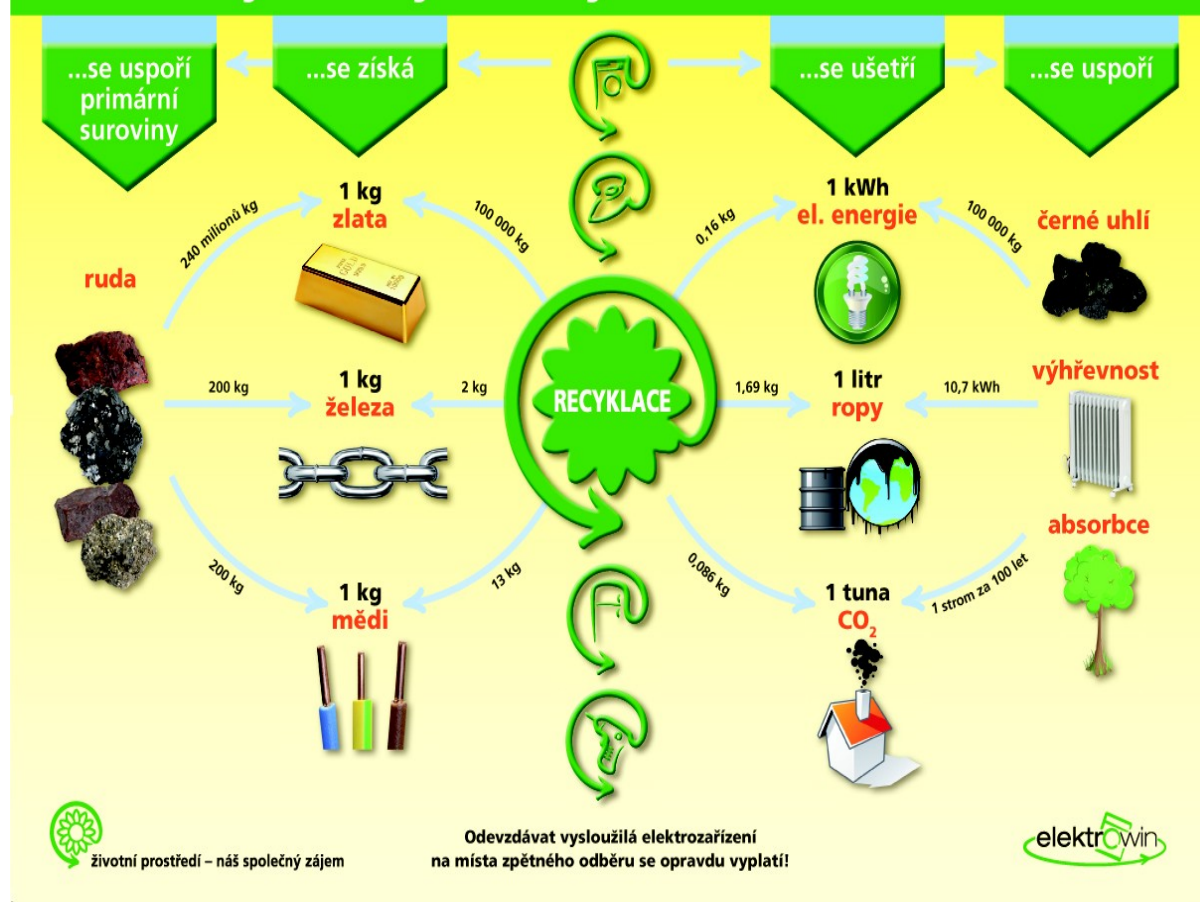 ...se uspoří
primární
suroviny
...se získá
...se ušetří
...se uspoří
240 milionů kg
1 kg
zlata
100 000 kg
ruda
200 kg
1 kg
železa
2 kg
200 kg
1 kg
mědi
13 kg
RECYKLACE
0,16 kg
1 kWh
el. energie
100 000 kg
černé uhlí
1,69 kg
1 litr
ropy
10,7 kWh
výhřevnost
0,086 kg
1 tuna
CO₂
1 strom za 100 let
absorbce
životní prostředí – náš společný zájem
Odevzdávat vysloužilá elektrozařízení
na místa zpětného odběru se opravdu vyplatí!
elektrowin